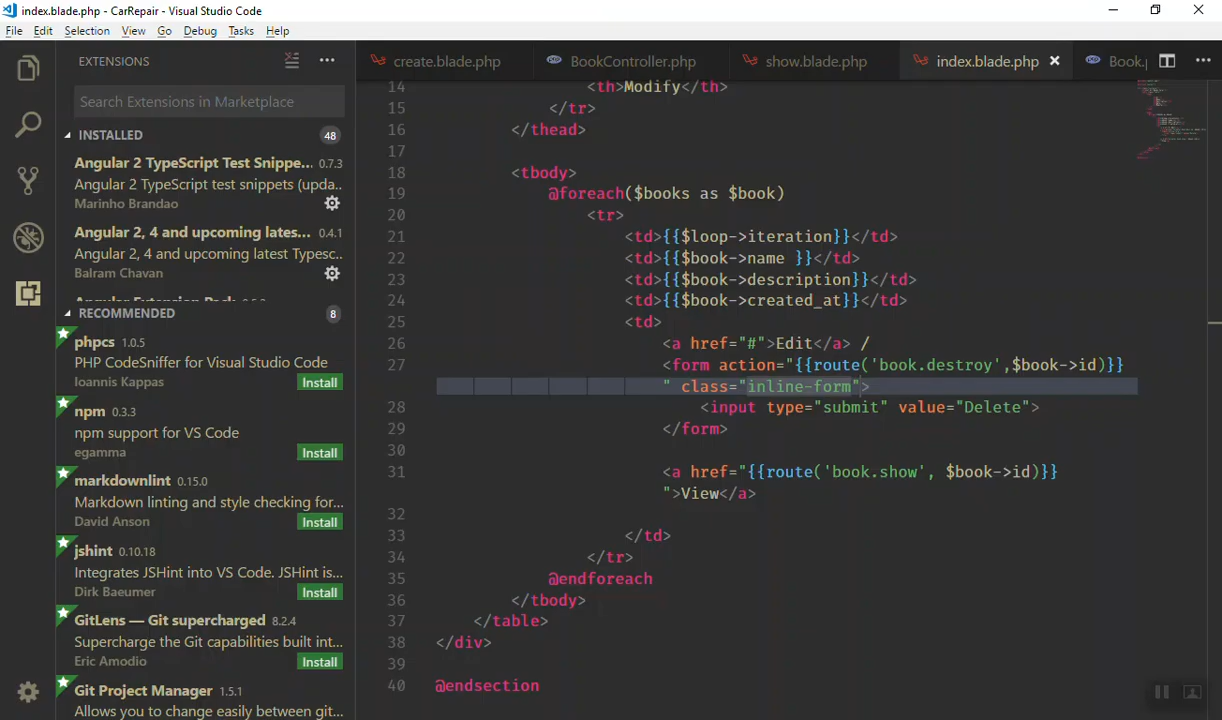 index.blade.php - CarRepair - Visual Studio Code
File Edit Selection View Go Debug Tasks Help
EXTENSIONS
Search Extensions in Marketplace
INSTALLED 48
Angular 2 TypeScript Test Snippe... 0.7.3
Angular 2 TypeScript test snippets (upda..
Marinho Brandao
Angular 2, 4 and upcoming lates... 0.4.1
Angular 2, 4 and upcoming latest Typesc..
Balram Chavan
RECOMMENDED 8
phpcs 1.0.5
PHP CodeSniffer for Visual Studio Code
Ioannis Kappas Install
npm 0.3.3
npm support for VS Code
egamma Install
markdownlint 0.15.0
Markdown linting and style checking for...
David Anson Install
jshint 0.10.18
Integrates JSHint into VS Code. JSHint is...
Dirk Baeumer Install
GitLens — Git supercharged 8.2.4
Supercharge the Git capabilities built int...
Eric Amodio Install
Git Project Manager 1.5.1
Allows you to change easily between git...
create.blade.php BookController.php show.blade.php index.blade.php Book.p
14 <th>Modify</th>
15 </tr>
16 </thead>
17
18 <tbody>
19 @foreach($books as $book)
20 <tr>
21 <td>{{$loop->iteration}}</td>
22 <td>{{$book->name }}</td>
23 <td>{{$book->description}}</td>
24 <td>{{$book->created_at}}</td>
25 <td>
26 <a href="#">Edit</a> /
27 <form action="{{route('book.destroy',$book->id)}}
" class="inline-form">
28 <input type="submit" value="Delete">
29 </form>
30
31 <a href="{{route('book.show', $book->id)}}
">View</a>
32
33 </td>
34 </tr>
35 @endforeach
36 </tbody>
37 </table>
38 </div>
39
40 @endsection